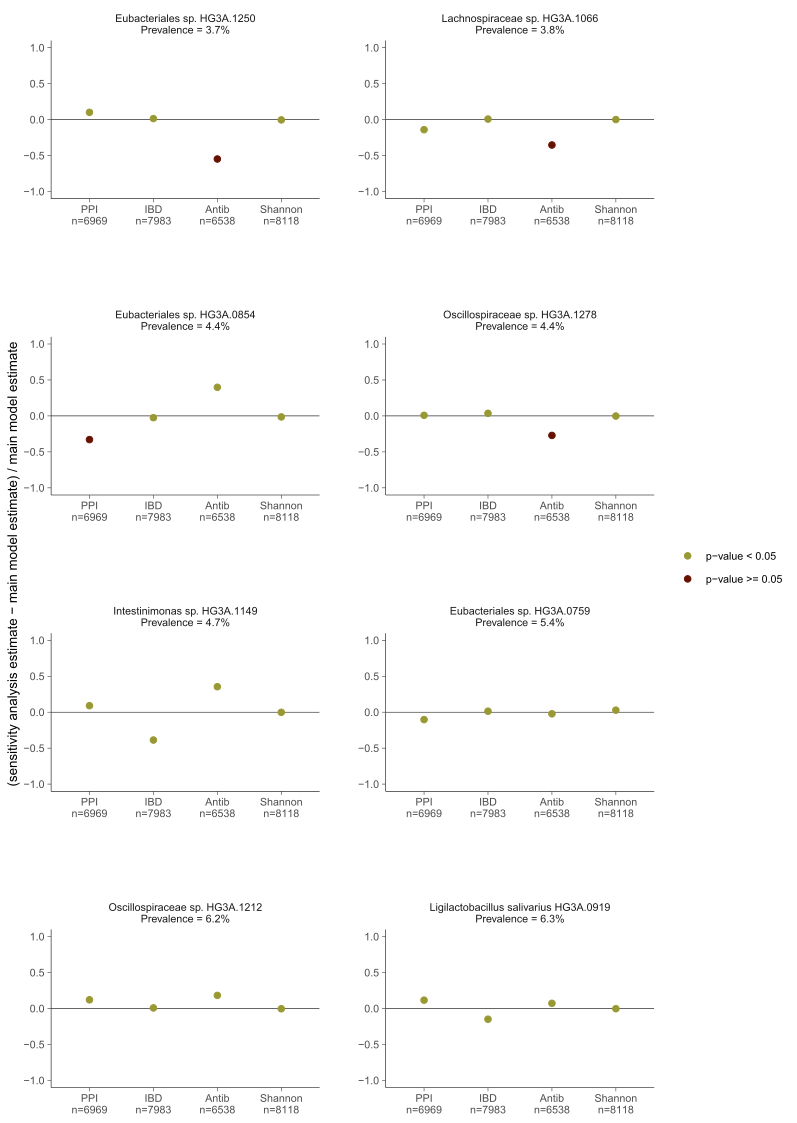 (sensitivity analysis estimate − main model estimate) / main model estimate
Eubacteriales sp. HG3A.1250
Prevalence = 3.7%
1.0
0.5
0.0
−0.5
−1.0
PPI IBD Antib Shannon
n=6969 n=7983 n=6538 n=8118
Lachnospiraceae sp. HG3A.1066
Prevalence = 3.8%
1.0
0.5
0.0
−0.5
−1.0
PPI IBD Antib Shannon
n=6969 n=7983 n=6538 n=8118
Eubacteriales sp. HG3A.0854
Prevalence = 4.4%
1.0
0.5
0.0
−0.5
−1.0
PPI IBD Antib Shannon
n=6969 n=7983 n=6538 n=8118
Oscillospiraceae sp. HG3A.1278
Prevalence = 4.4%
1.0
0.5
0.0
−0.5
−1.0
PPI IBD Antib Shannon
n=6969 n=7983 n=6538 n=8118
p−value < 0.05
p−value >= 0.05
Intestinimonas sp. HG3A.1149
Prevalence = 4.7%
1.0
0.5
0.0
−0.5
−1.0
PPI IBD Antib Shannon
n=6969 n=7983 n=6538 n=8118
Eubacteriales sp. HG3A.0759
Prevalence = 5.4%
1.0
0.5
0.0
−0.5
−1.0
PPI IBD Antib Shannon
n=6969 n=7983 n=6538 n=8118
Oscillospiraceae sp. HG3A.1212
Prevalence = 6.2%
1.0
0.5
0.0
−0.5
−1.0
PPI IBD Antib Shannon
n=6969 n=7983 n=6538 n=8118
Ligilactobacillus salivarius HG3A.0919
Prevalence = 6.3%
1.0
0.5
0.0
−0.5
−1.0
PPI IBD Antib Shannon
n=6969 n=7983 n=6538 n=8118